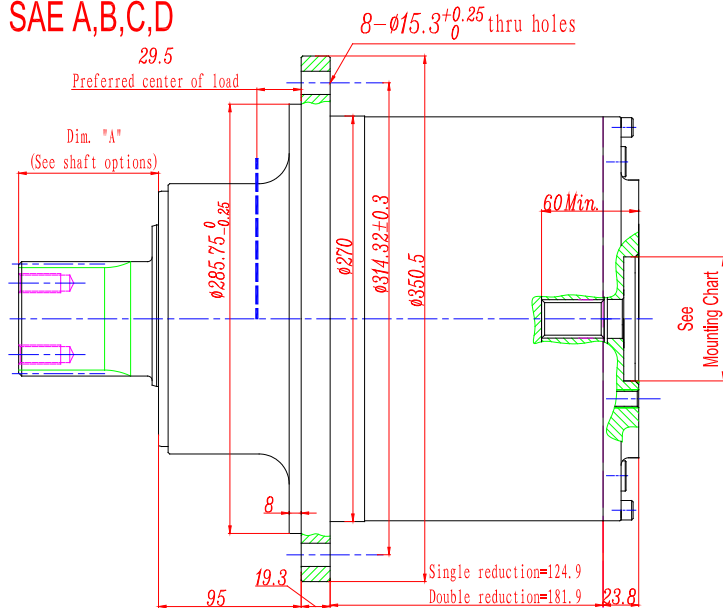 SAE A,B,C,D
8-ø15.3+0.25 0 thru holes
29.5
Preferred center of load
Dim. "A"
(See shaft options)
60Min.
ø285.75 0 -0.25
ø270
ø314.32±0.3
ø350.5
See
Mounting Chart
8
19.3
Single reduction=124.9
95
Double reduction=181.9
23.8